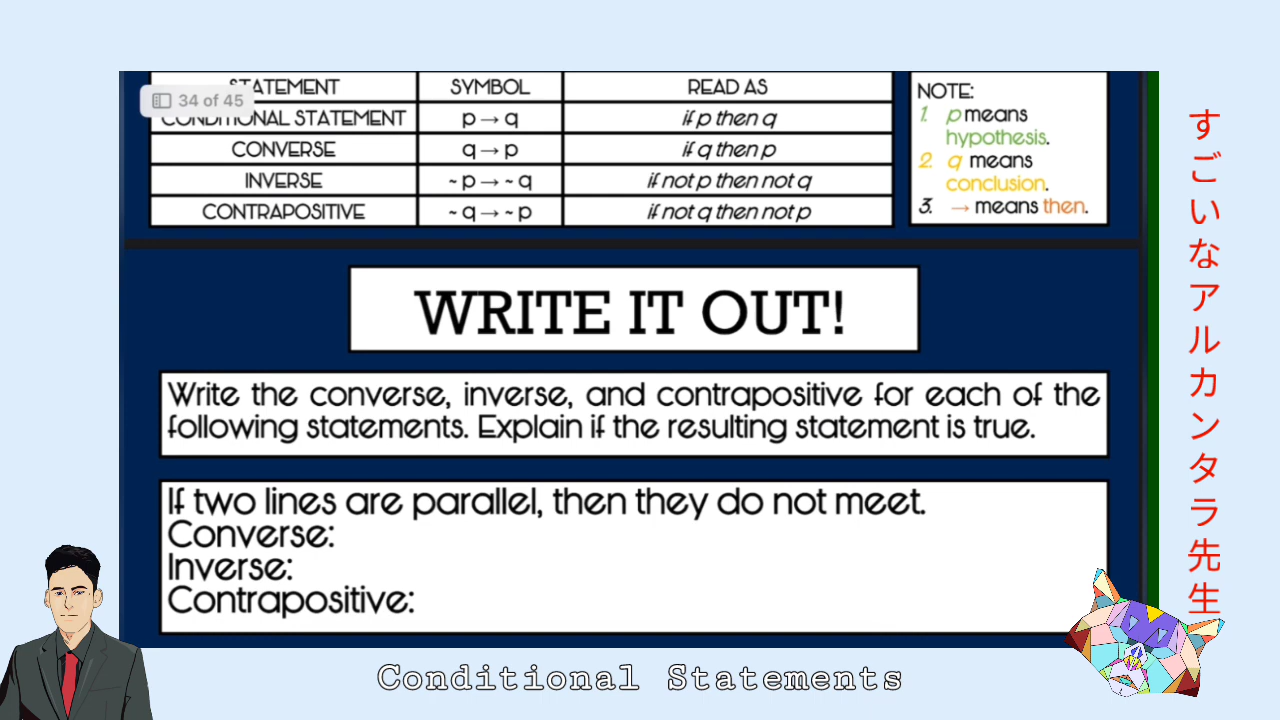 STATEMENT SYMBOL READ AS
34 of 45
CONDITIONAL STATEMENT p → q if p then q
CONVERSE q → p if q then p
INVERSE ~ p → ~ q if not p then not q
CONTRAPOSITIVE ~ q → ~ p if not q then not p
NOTE:
1. p means
hypothesis.
2. q means
conclusion.
3. → means then.
WRITE IT OUT!
Write the converse, inverse, and contrapositive for each of the
following statements. Explain if the resulting statement is true.
If two lines are parallel, then they do not meet.
Converse:
Inverse:
Contrapositive:
すごいなアルカンタラ先生
Conditional Statements